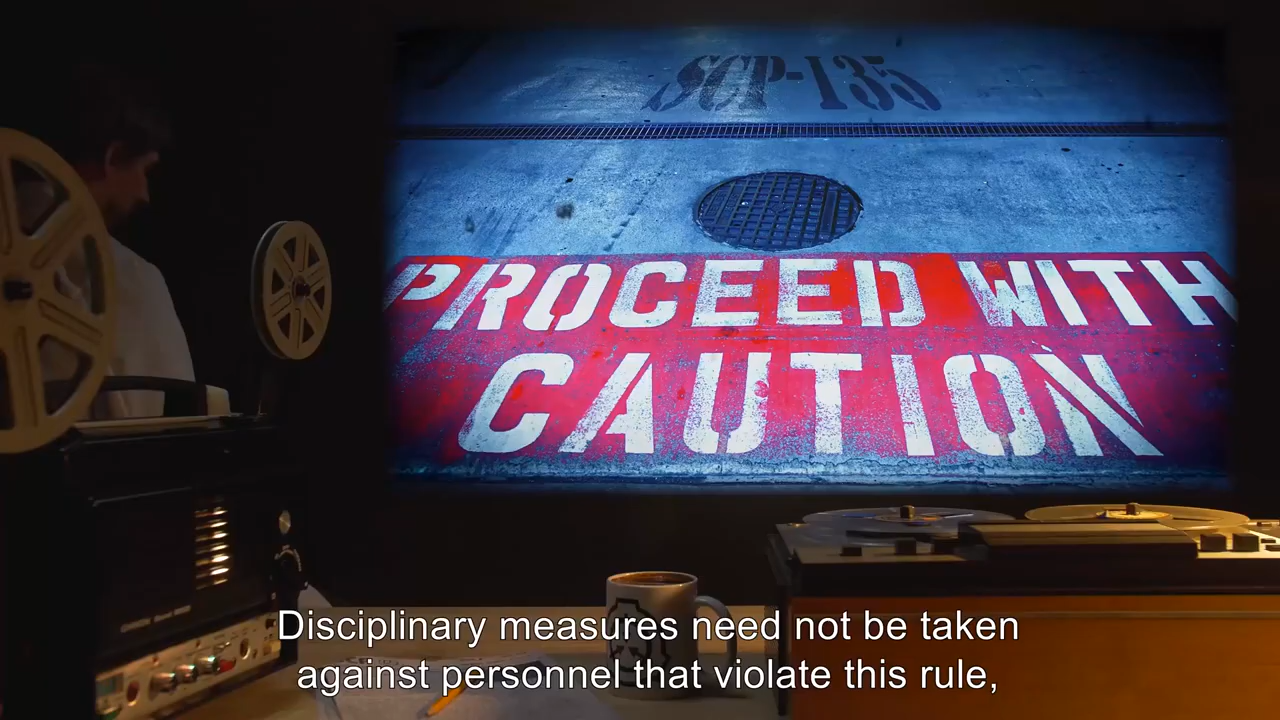 SCP-135
PROCEED WITH
CAUTION
Disciplinary measures need not be taken
against personnel that violate this rule,